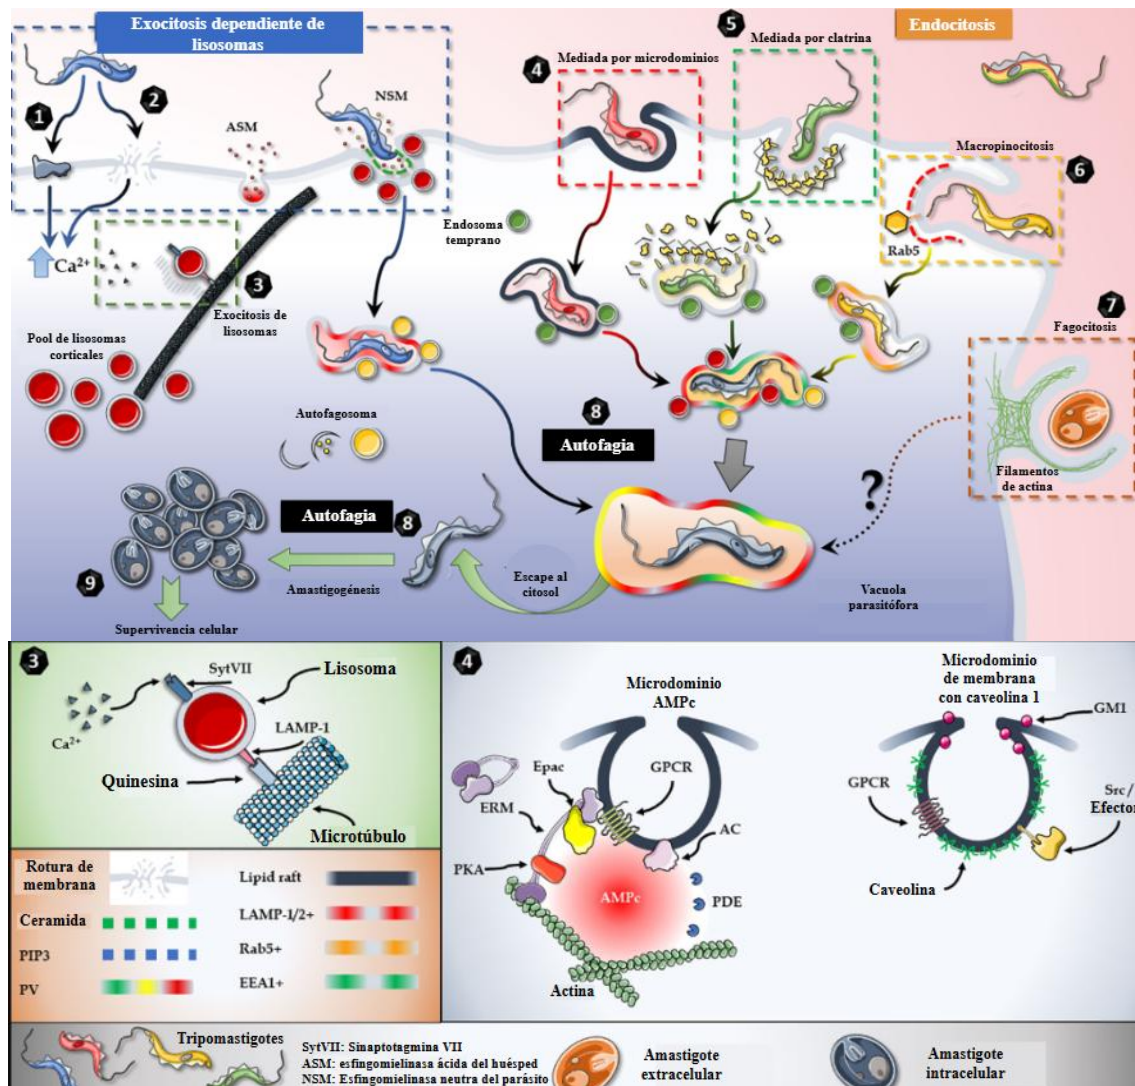 Exocitosis dependiente de
lisosomas
Endocitosis
5
Mediada por clatrina
4
Mediada por microdominios
1
2
NSM
ASM
Macropinocitosis
6
Endosoma
temprano
Rab5
Ca²⁺
3
Exocitosis de
lisosomas
7
Fagocitosis
Pool de lisosomas
corticales
Autofagosoma
8
Autofagia
Filamentos
de actina
?
Autofagia
8
9
Amastigogénesis
Escape al
citosol
Vacuola
parasitófora
Supervivencia celular
3
SytVII
Lisosoma
Ca²⁺
LAMP-1
Quinesina
Microtúbulo
4
Microdominio
AMPc
Microdominio
de membrana
con caveolina 1
GM1
Epac
GPCR
ERM
GPCR
Src/
Efector
AC
PKA
AMPc
PDE
Caveolina
Actina
Rotura de
membrana
Lipid raft
Ceramida
LAMP-1/2+
PIP3
Rab5+
PV
EEA1+
Tripomastigotes
SytVII: Sinaptotagmina VII
ASM: esfingomielinasa ácida del huésped
NSM: Esfingomielinasa neutra del parásito
Amastigote
extracelular
Amastigote
intracelular